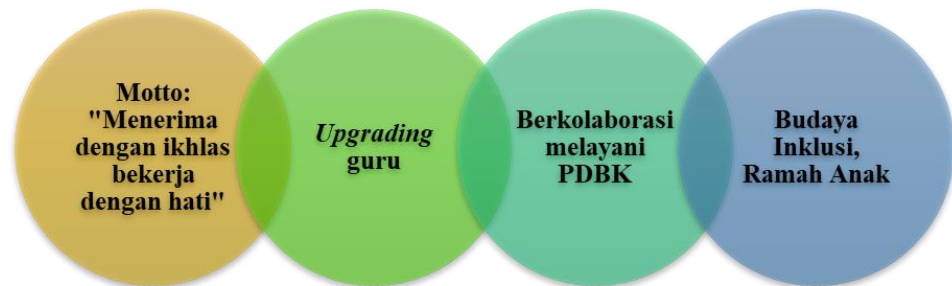 Motto:
"Menerima
dengan ikhlas
bekerja
dengan hati"
Upgrading
guru
Berkolaborasi
melayani
PDBK
Budaya
Inklusi,
Ramah Anak